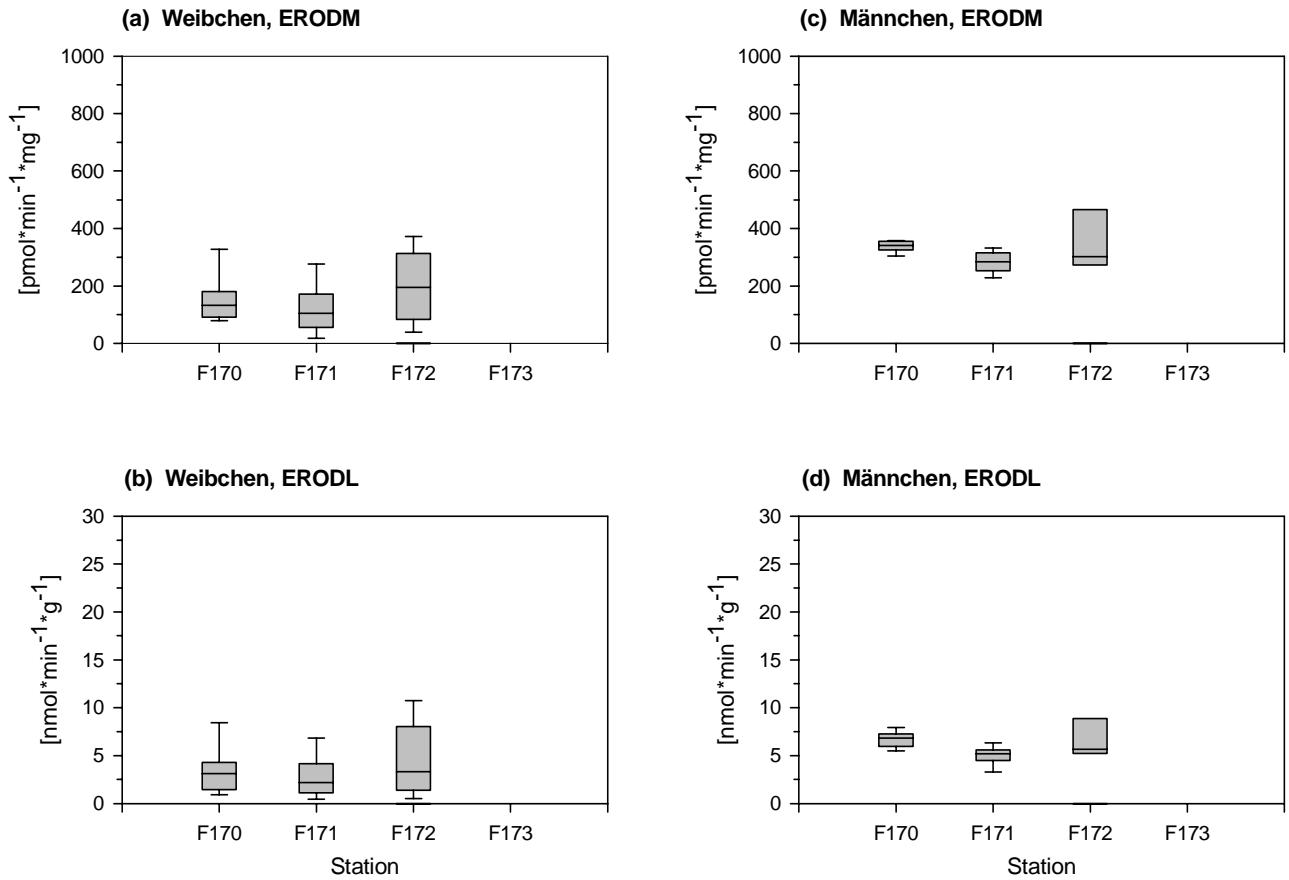 (a) Weibchen, ERODM
[pmol*min⁻¹*mg⁻¹]
1000
800
600
400
200
0
F170 F171 F172 F173
(c) Männchen, ERODM
[pmol*min⁻¹*mg⁻¹]
1000
800
600
400
200
0
F170 F171 F172 F173
(b) Weibchen, ERODL
[nmol*min⁻¹*g⁻¹]
30
25
20
15
10
5
0
F170 F171 F172 F173
Station
(d) Männchen, ERODL
[nmol*min⁻¹*g⁻¹]
30
25
20
15
10
5
0
F170 F171 F172 F173
Station